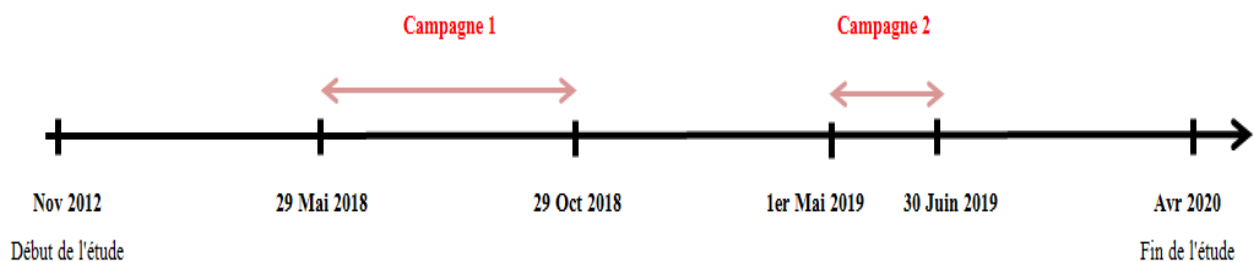 Campagne 1
Campagne 2
Nov 2012
29 Mai 2018
29 Oct 2018
1er Mai 2019
30 Juin 2019
Avr 2020
Début de l'étude
Fin de l'étude